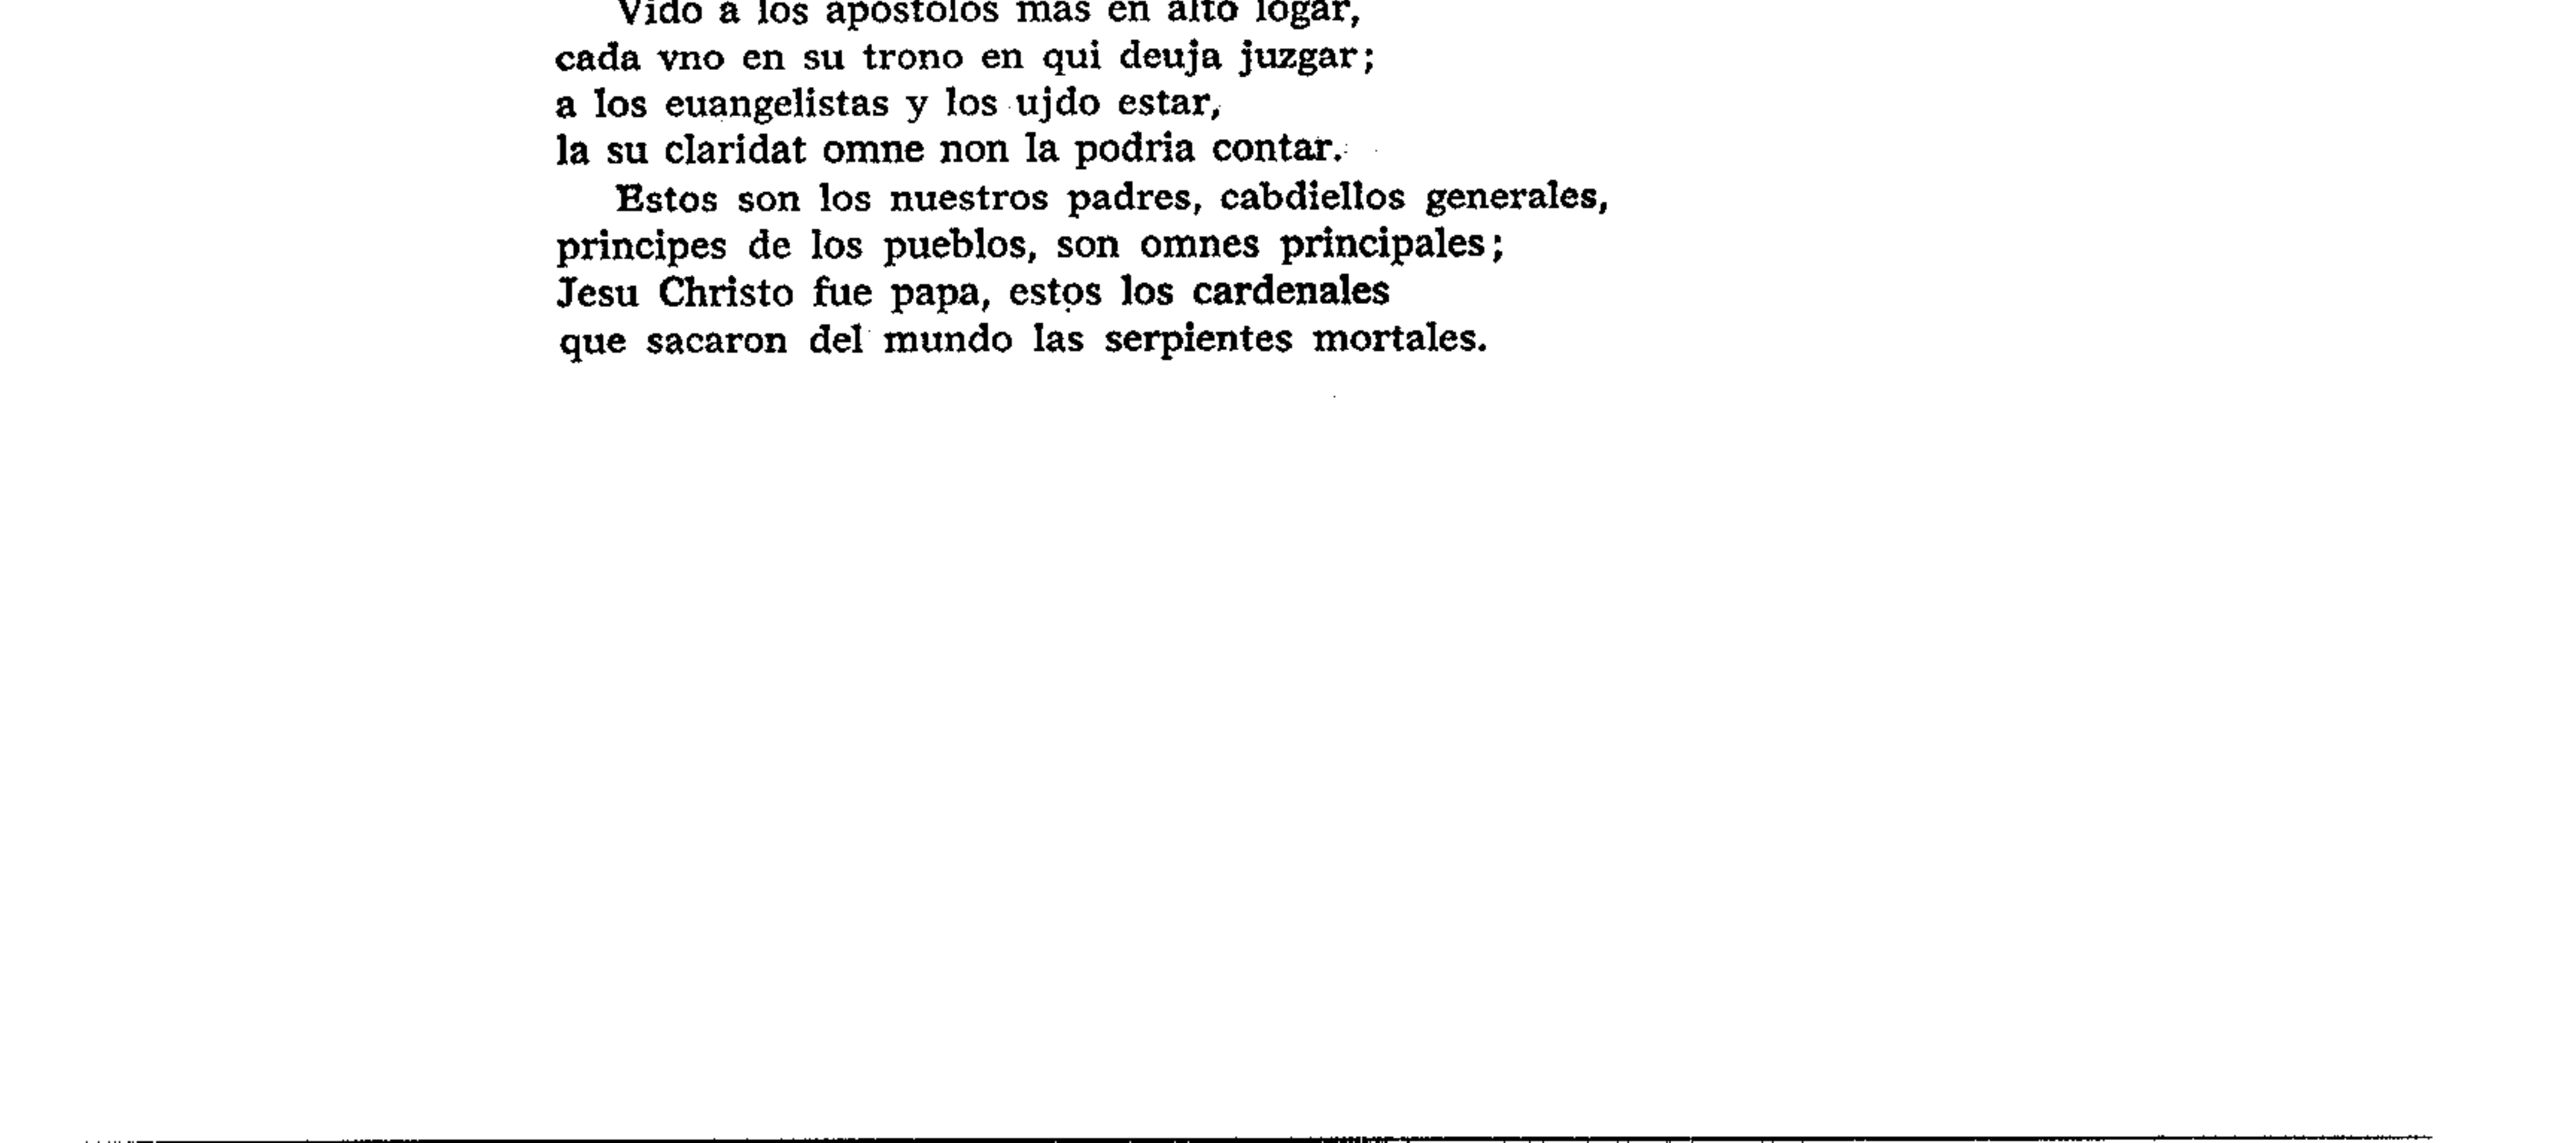 Vido a los apostolos mas en alto logar,
cada vno en su trono en qui deuja juzgar;
a los euangelistas y los ujdo estar,
la su claridat omne non la podria contar.
Estos son los nuestros padres, cabdiellos generales,
principes de los pueblos, son omnes principales;
Jesu Christo fue papa, estos los cardenales
que sacaron del mundo las serpientes mortales.